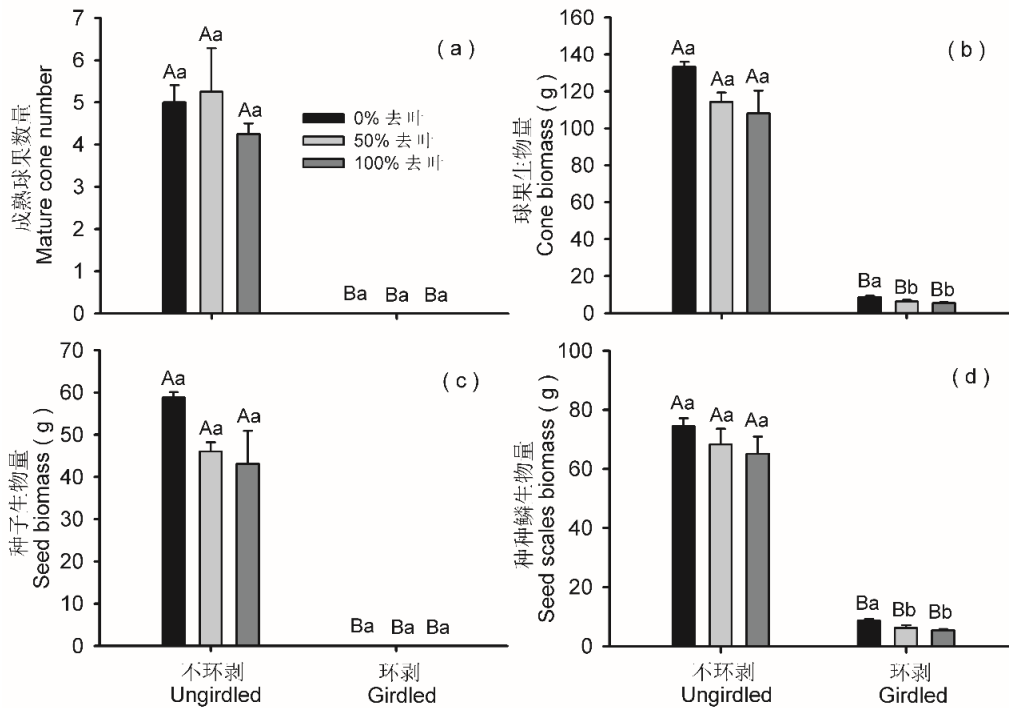 成熟球果数量
Mature cone number
7
6
5
4
3
2
1
0
( a )
Aa
Aa
Aa
0% 去叶
50% 去叶
100% 去叶
Ba Ba Ba
球果生物量
Cone biomass ( g )
160
140
120
100
80
60
40
20
0
( b )
Aa
Aa
Aa
Ba Bb Bb
种子生物量
Seed biomass ( g )
70
60
50
40
30
20
10
0
( c )
Aa
Aa
Aa
Ba Ba Ba
不环剥
Ungirdled
环剥
Girdled
种种鳞生物量
Seed scales biomass ( g )
100
80
60
40
20
0
( d )
Aa
Aa
Aa
Ba Bb Bb
不环剥
Ungirdled
环剥
Girdled